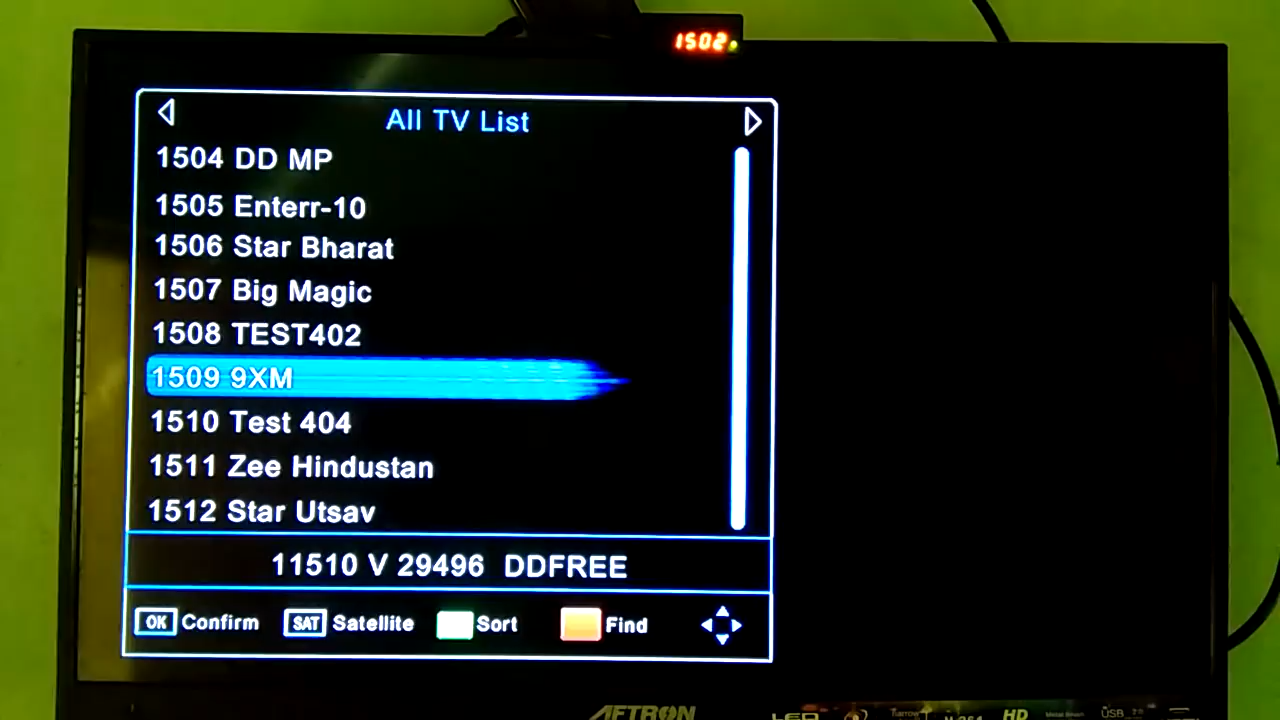 1502
All TV List
1504 DD MP
1505 Enterr-10
1506 Star Bharat
1507 Big Magic
1508 TEST402
1509 9XM
1510 Test 404
1511 Zee Hindustan
1512 Star Utsav
11510 V 29496 DDFREE
OK Confirm SAT Satellite Sort Find
AFTRON LED HD USB